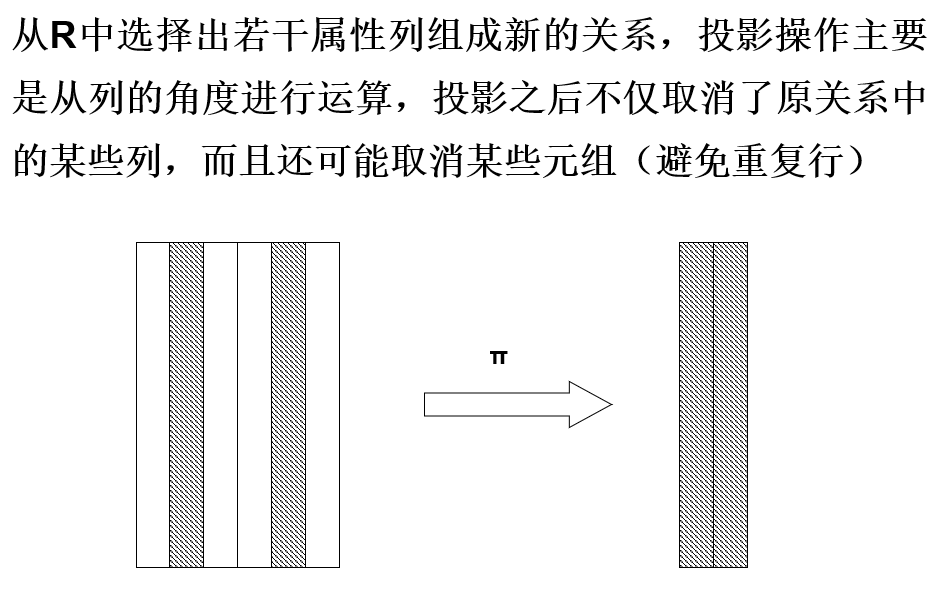 从R中选择出若干属性列组成新的关系，投影操作主要
是从列的角度进行运算，投影之后不仅取消了原关系中
的某些列，而且还可能取消某些元组（避免重复行）
π